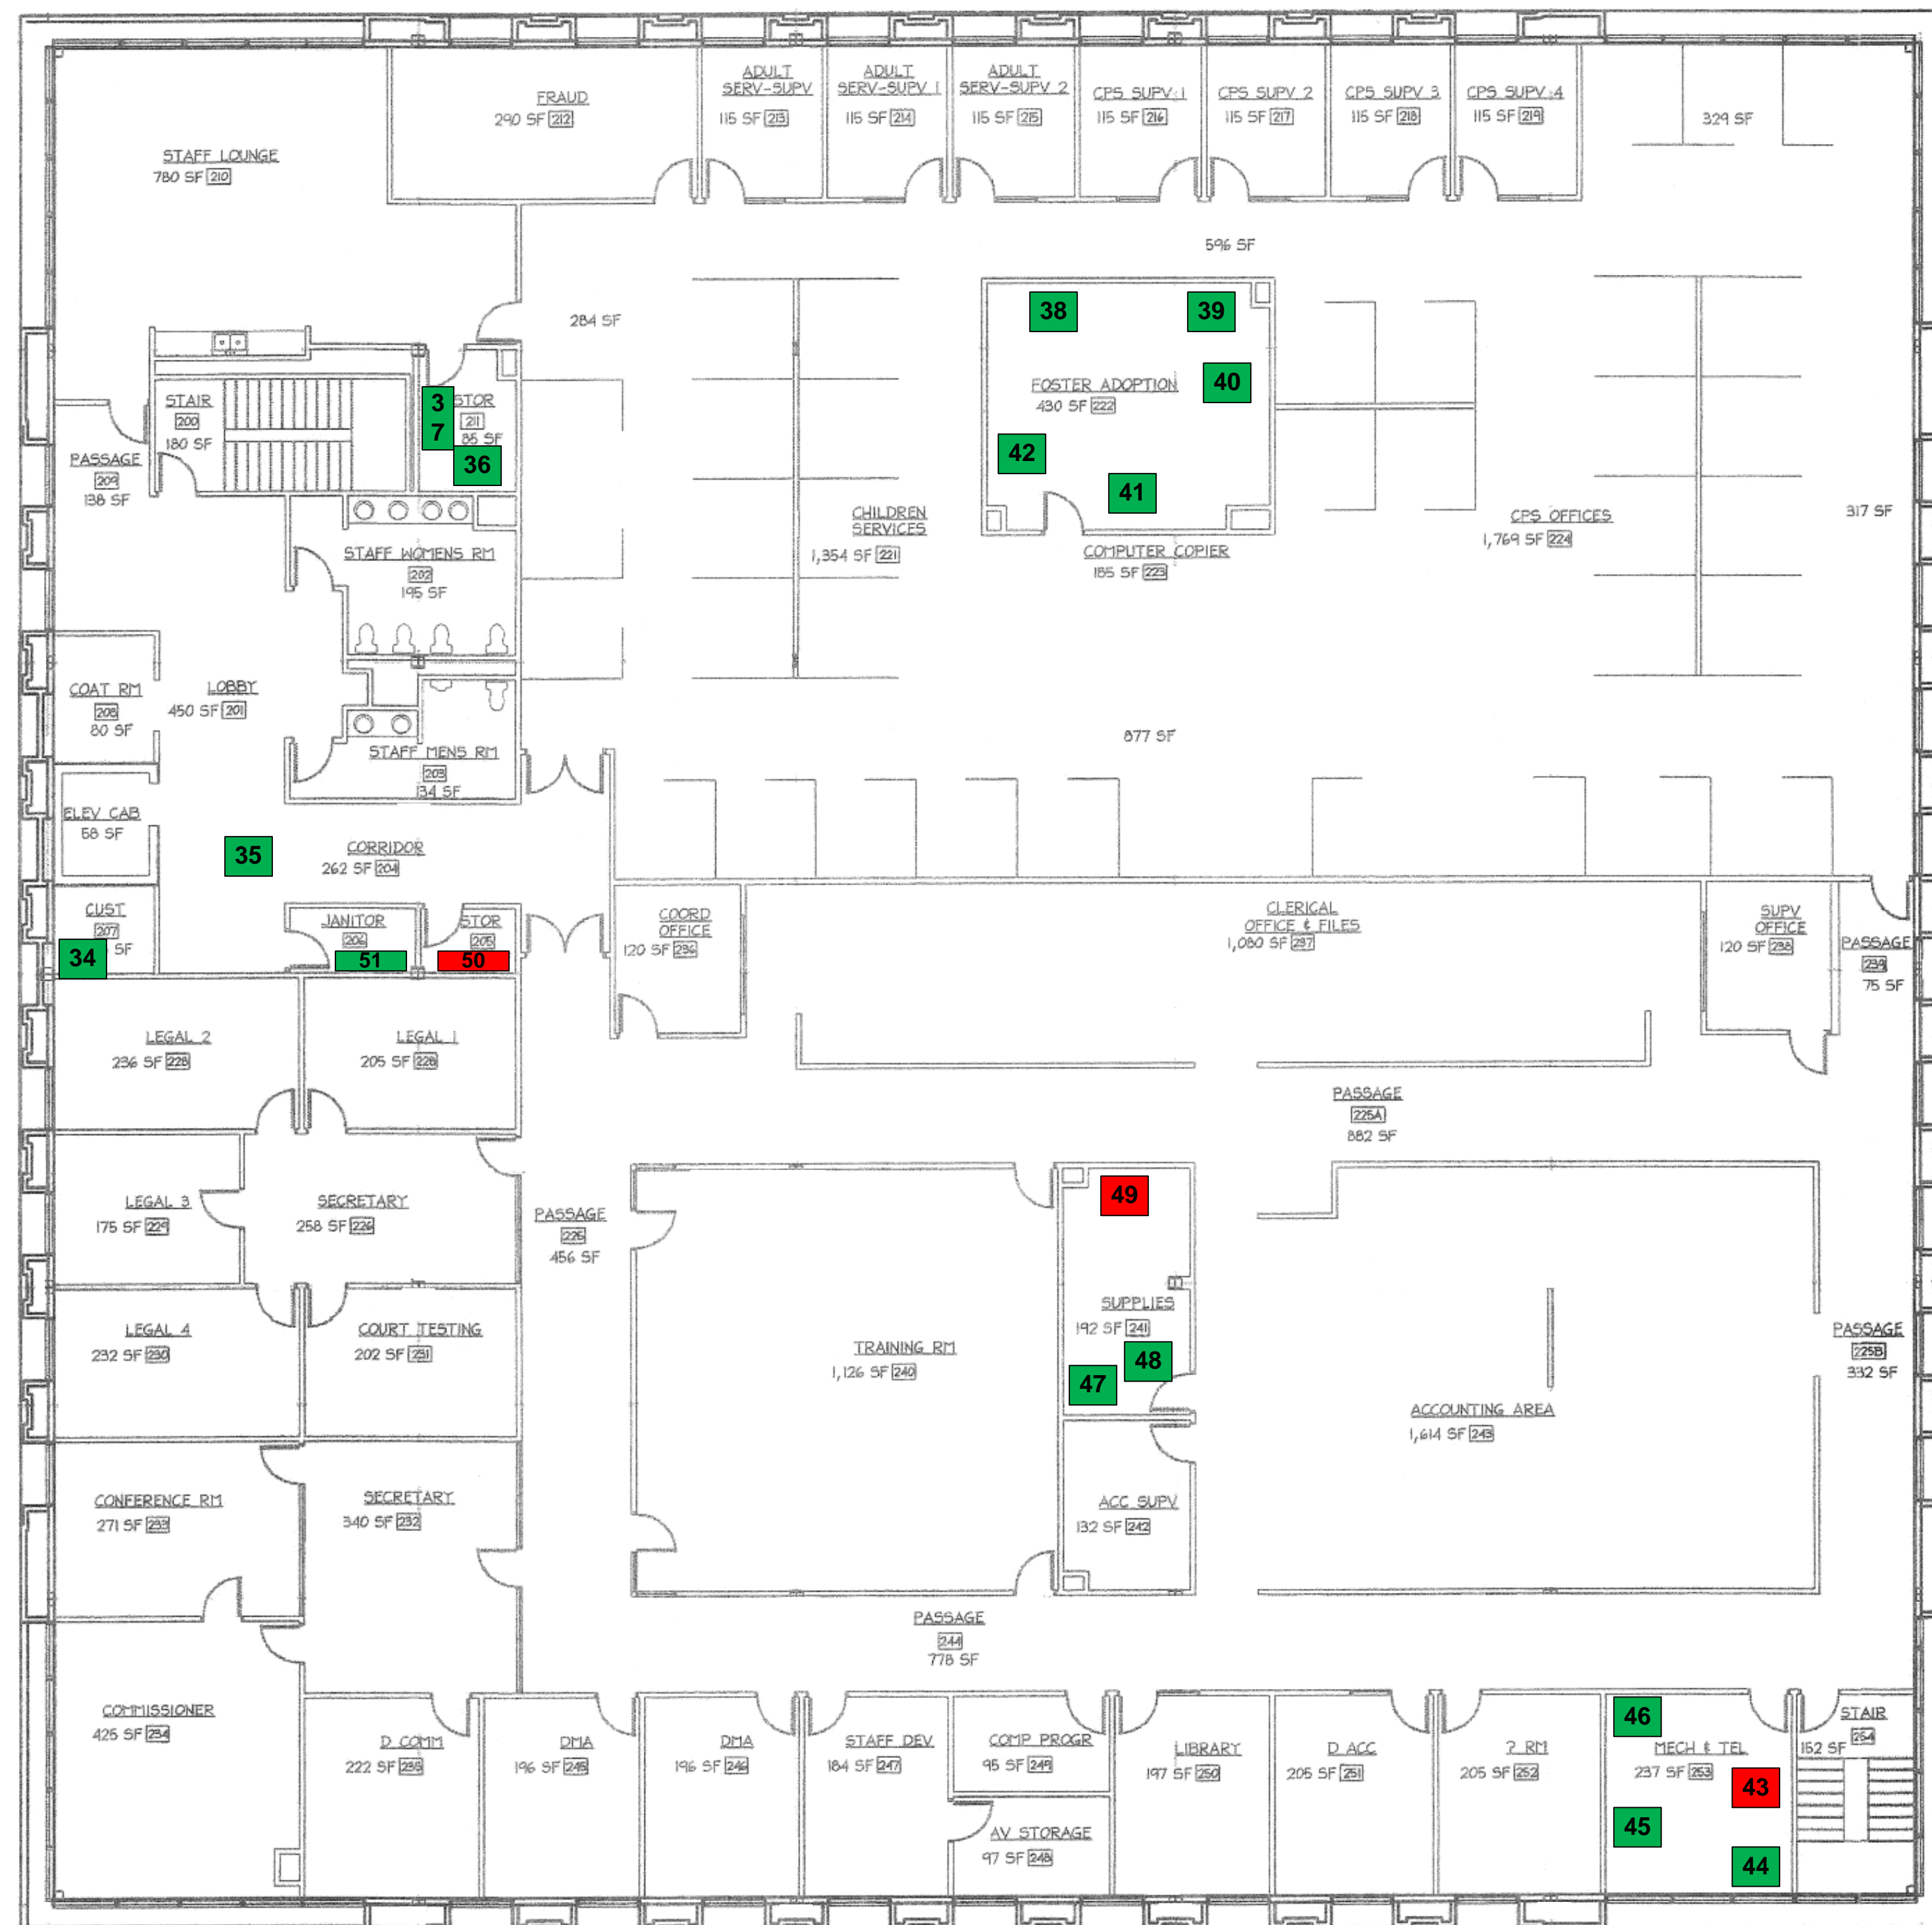 FRAUD
290 SF 212
ADULT
SERV-SUPV
115 SF 213
ADULT
SERV-SUPV 1
115 SF 214
ADULT
SERV-SUPV 2
115 SF 215
CPS SUPV 1
115 SF 216
CPS SUPV 2
115 SF 217
CPS SUPV 3
115 SF 218
CPS SUPV 4
115 SF 219
329 SF
STAFF LOUNGE
780 SF 210
596 SF
284 SF
38
39
40
FOSTER ADOPTION
430 SF 222
42
41
STAIR
200
180 SF
3
7
STOR
211
85 SF
36
PASSAGE
209
138 SF
CHILDREN
SERVICES
1,354 SF 221
COMPUTER COPIER
185 SF 223
CPS OFFICES
1,769 SF 224
317 SF
STAFF WOMENS RM
202
195 SF
COAT RM
208
80 SF
LOBBY
450 SF 201
STAFF MENS RM
203
134 SF
877 SF
ELEV CAB
58 SF
35
CORRIDOR
262 SF 204
CUST
207
SF
34
JANITOR
206
51
STOR
205
50
COORD
OFFICE
120 SF 236
CLERICAL
OFFICE & FILES
1,080 SF 237
SUPV
OFFICE
120 SF 238
PASSAGE
239
75 SF
LEGAL 2
236 SF 228
LEGAL 1
205 SF 228
PASSAGE
225A
882 SF
LEGAL 3
175 SF 229
SECRETARY
258 SF 226
PASSAGE
225
456 SF
49
SUPPLIES
192 SF 241
48
47
LEGAL 4
232 SF 230
COURT TESTING
202 SF 231
TRAINING RM
1,126 SF 240
PASSAGE
225B
332 SF
ACCOUNTING AREA
1,614 SF 243
CONFERENCE RM
271 SF 233
SECRETARY
340 SF 232
ACC SUPV
132 SF 242
PASSAGE
244
778 SF
COMMISSIONER
425 SF 234
D COMM
222 SF 235
DMA
196 SF 245
DMA
196 SF 246
STAFF DEV
184 SF 247
COMP PROGR
95 SF 249
AV STORAGE
97 SF 248
LIBRARY
197 SF 250
D ACC
205 SF 251
? RM
205 SF 252
46
MECH & TEL
237 SF 253
43
45
44
STAIR
254
152 SF